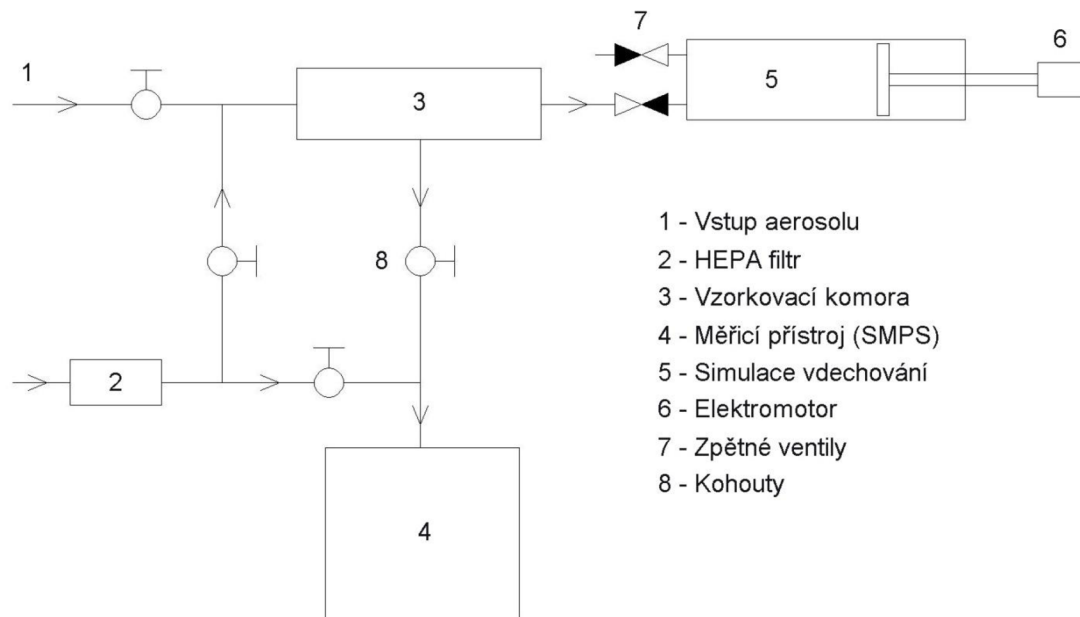 7
6
1
3
5
8
2
4
1 - Vstup aerosolu
2 - HEPA filtr
3 - Vzorkovací komora
4 - Měřicí přístroj (SMPS)
5 - Simulace vdechování
6 - Elektromotor
7 - Zpětné ventily
8 - Kohouty